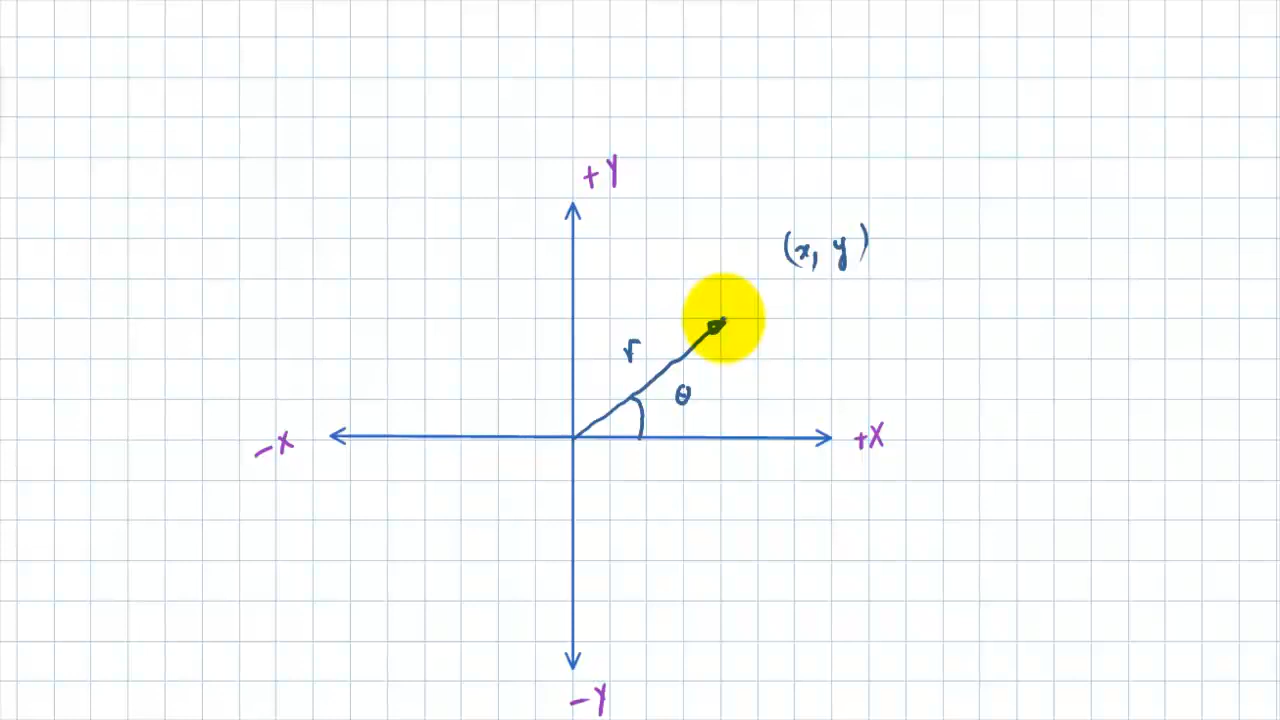 +Y
(x, y)
r
θ
-X
+X
-Y